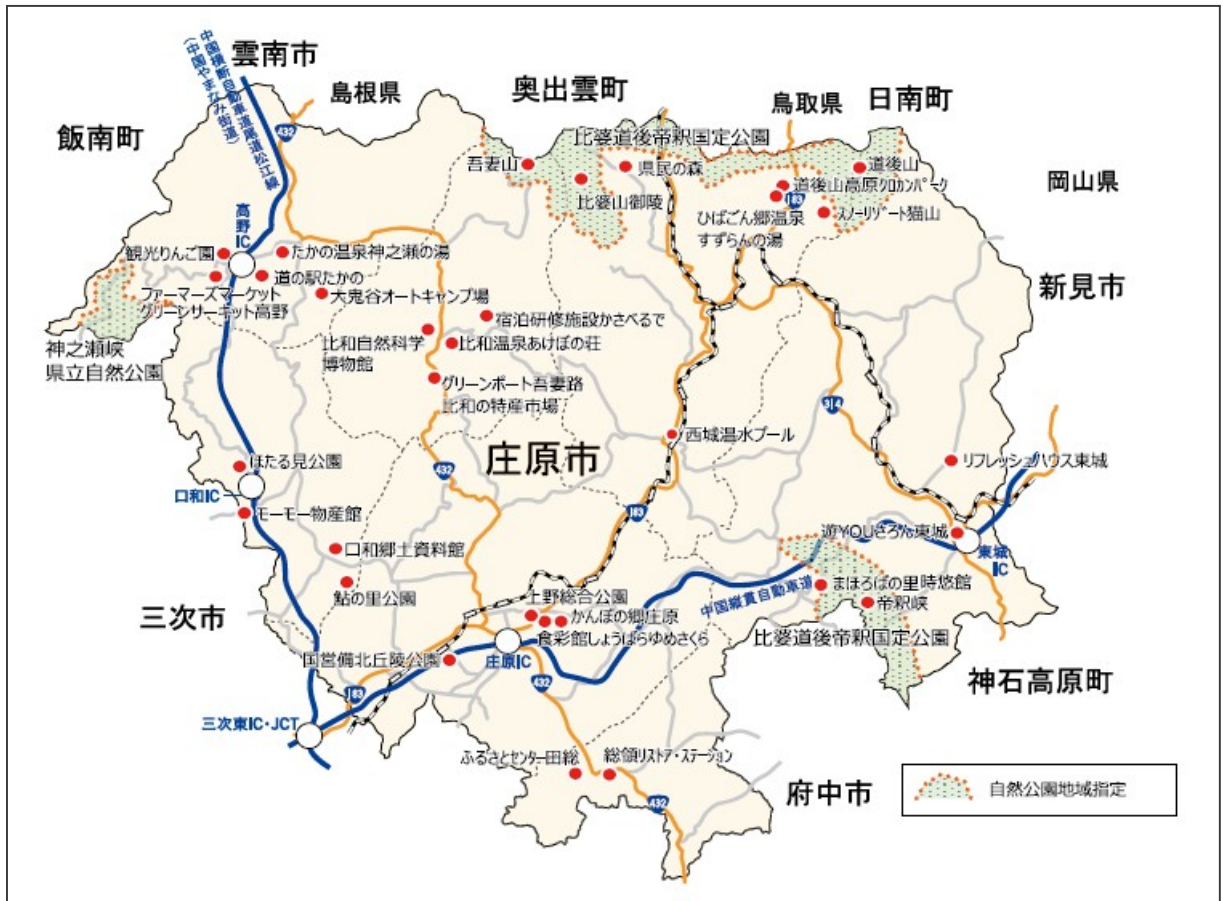 雲南市
中国横断自動車道尾道松江線
(中国やまなみ街道)
島根県
432
奥出雲町
鳥取県
日南町
飯南町
比婆道後帝釈国定公園
吾妻山
県民の森
道後山
道後山高原クロカンパーク
比婆山御陵
183
岡山県
ひばごん郷温泉
すずらんの湯
スノーリゾート猫山
高野
IC
観光りんご園
たかの温泉神之瀬の湯
道の駅たかの
ファーマーズマーケット
グリーンサーキット高野
大鬼谷オートキャンプ場
新見市
宿泊研修施設かさべるで
比和自然科学
博物館
比和温泉あけぼの荘
神之瀬峡
県立自然公園
グリーンポート吾妻路
比和の特産市場
314
西城温水プール
庄原市
ほたる見公園
432
リフレッシュハウス東城
口和IC
モーモー物産館
183
遊YOUさろん東城
東城
IC
口和郷土資料館
鮎の里公園
中国縦貫自動車道
まほろばの里時悠館
帝釈峡
三次市
上野総合公園
かんぽの郷庄原
食彩館しょうばらゆめさくら
比婆道後帝釈国定公園
国営備北丘陵公園
庄原IC
432
183
神石高原町
三次東IC・JCT
ふるさとセンター田総
総領リストア・ステーション
府中市
432
自然公園地域指定